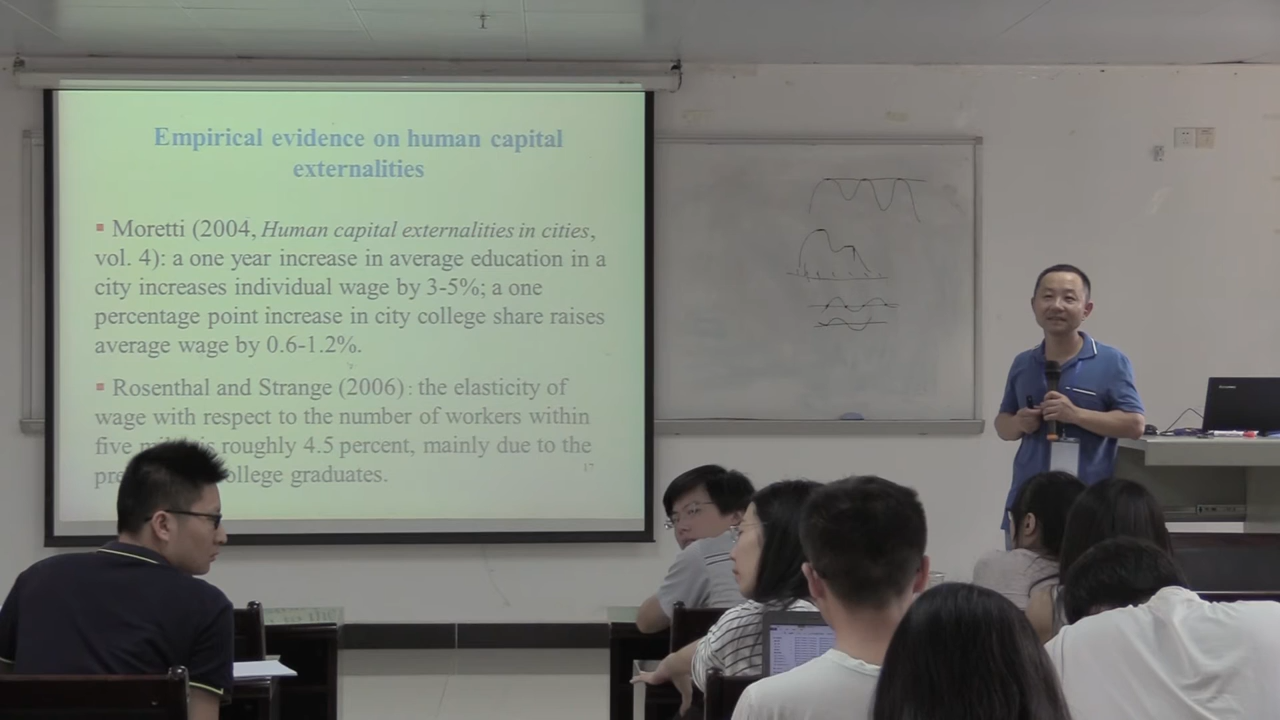 Empirical evidence on human capital
externalities
▪ Moretti (2004, Human capital externalities in cities,
vol. 4): a one year increase in average education in a
city increases individual wage by 3-5%; a one
percentage point increase in city college share raises
average wage by 0.6-1.2%.
▪ Rosenthal and Strange (2006): the elasticity of
wage with respect to the number of workers within
five is roughly 4.5 percent, mainly due to the
college graduates.
17